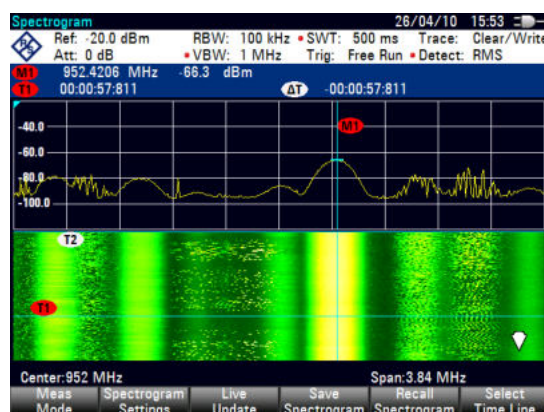 Spectrogram 26/04/10 15:53
Ref: -20.0 dBm RBW: 100 kHz SWT: 500 ms Trace: Clear/Write
Att: 0 dB VBW: 1 MHz Trig: Free Run Detect: RMS
M1 952.4206 MHz -66.3 dBm
T1 00:00:57:811 ΔT -00:00:57:811
M1
-40.0
-60.0
-80.0
-100.0
T2
T1
Center:952 MHz Span:3.84 MHz
Meas Spectrogram Live Save Recall Select
Mode Settings Update Spectrogram Spectrogram Time Line